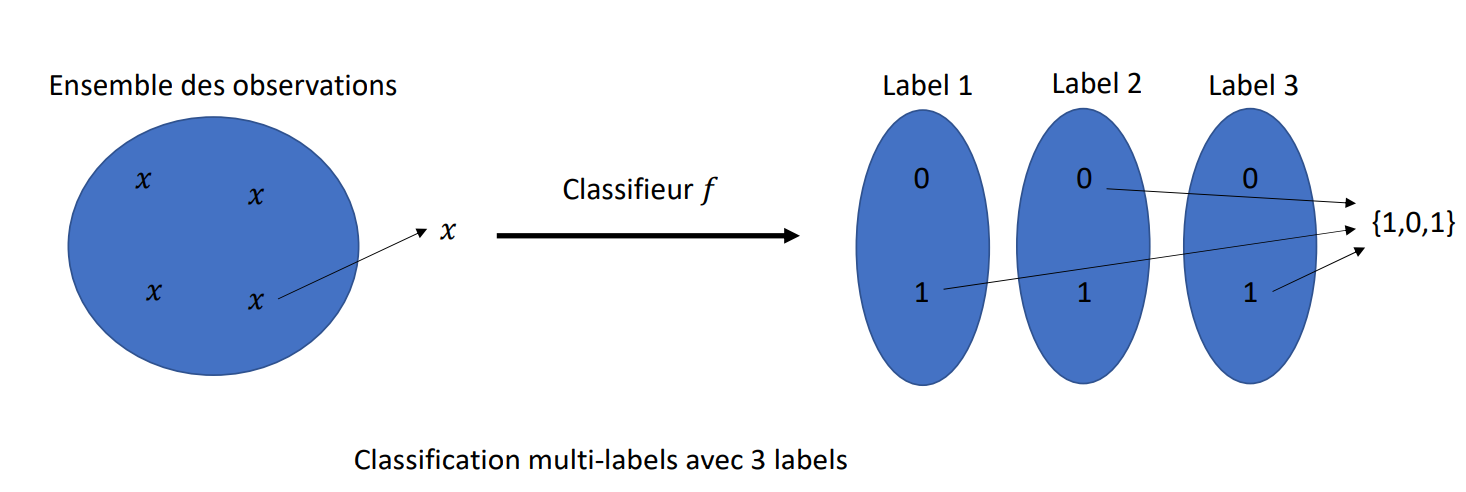 Ensemble des observations
Label 1
Label 2
Label 3
x
x
x
x
x
Classifieur f
0
0
0
1
1
1
{1,0,1}
Classification multi-labels avec 3 labels